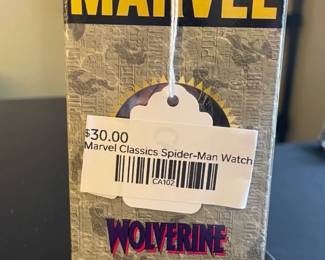 MARVEL
$30.00
Marvel Classics Spider-Man Watch
CA102
WOLVERINE